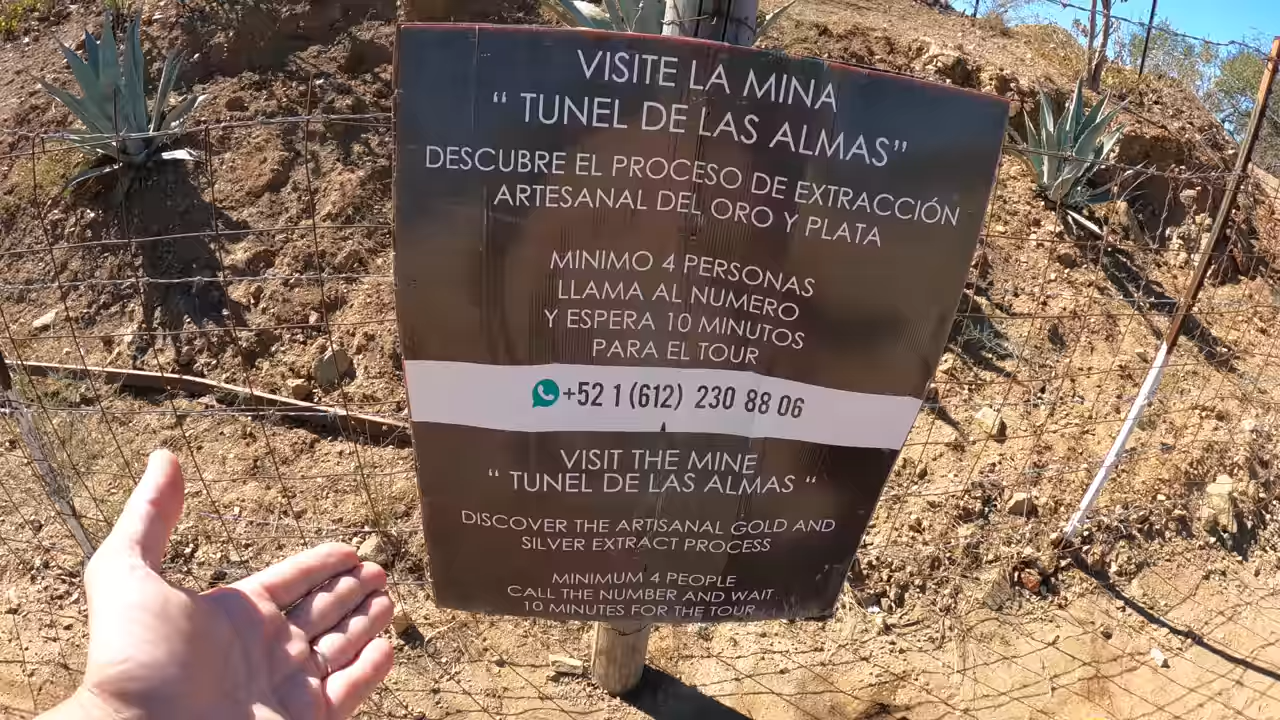 VISITE LA MINA
“ TUNEL DE LAS ALMAS”
DESCUBRE EL PROCESO DE EXTRACCIÓN
ARTESANAL DEL ORO Y PLATA
MINIMO 4 PERSONAS
LLAMA AL NUMERO
Y ESPERA 10 MINUTOS
PARA EL TOUR
+52 1 (612) 230 88 06
VISIT THE MINE
“ TUNEL DE LAS ALMAS “
DISCOVER THE ARTISANAL GOLD AND
SILVER EXTRACT PROCESS
MINIMUM 4 PEOPLE
CALL THE NUMBER AND WAIT
10 MINUTES FOR THE TOUR